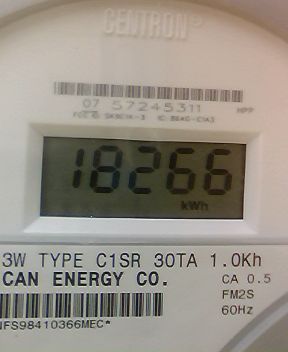 CENTRON®
07 57245311
18266
kWh
3W TYPE C1SR 30TA 1.0Kh
CAN ENERGY CO.
CA 0.5
FM2S
60Hz
NFS98410366MEC*